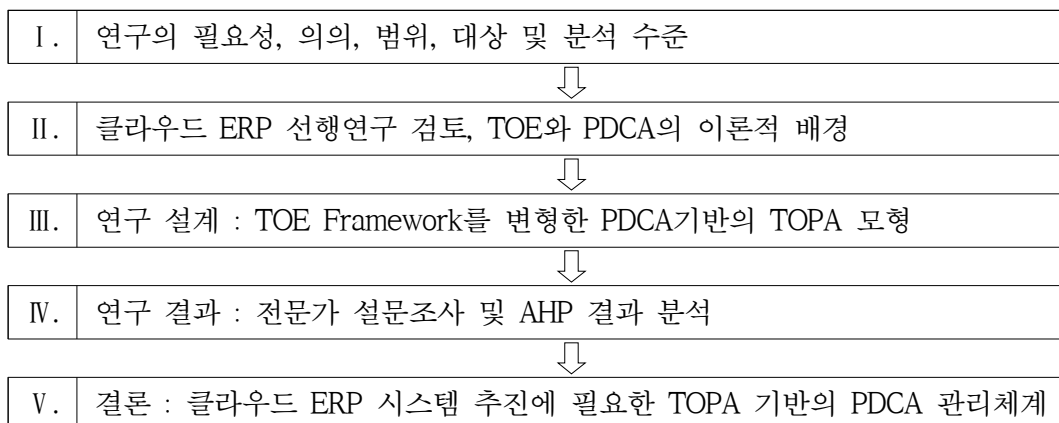 Ⅰ. 연구의 필요성, 의의, 범위, 대상 및 분석 수준
Ⅱ. 클라우드 ERP 선행연구 검토, TOE와 PDCA의 이론적 배경
Ⅲ. 연구 설계 : TOE Framework를 변형한 PDCA기반의 TOPA 모형
Ⅳ. 연구 결과 : 전문가 설문조사 및 AHP 결과 분석
Ⅴ. 결론 : 클라우드 ERP 시스템 추진에 필요한 TOPA 기반의 PDCA 관리체계